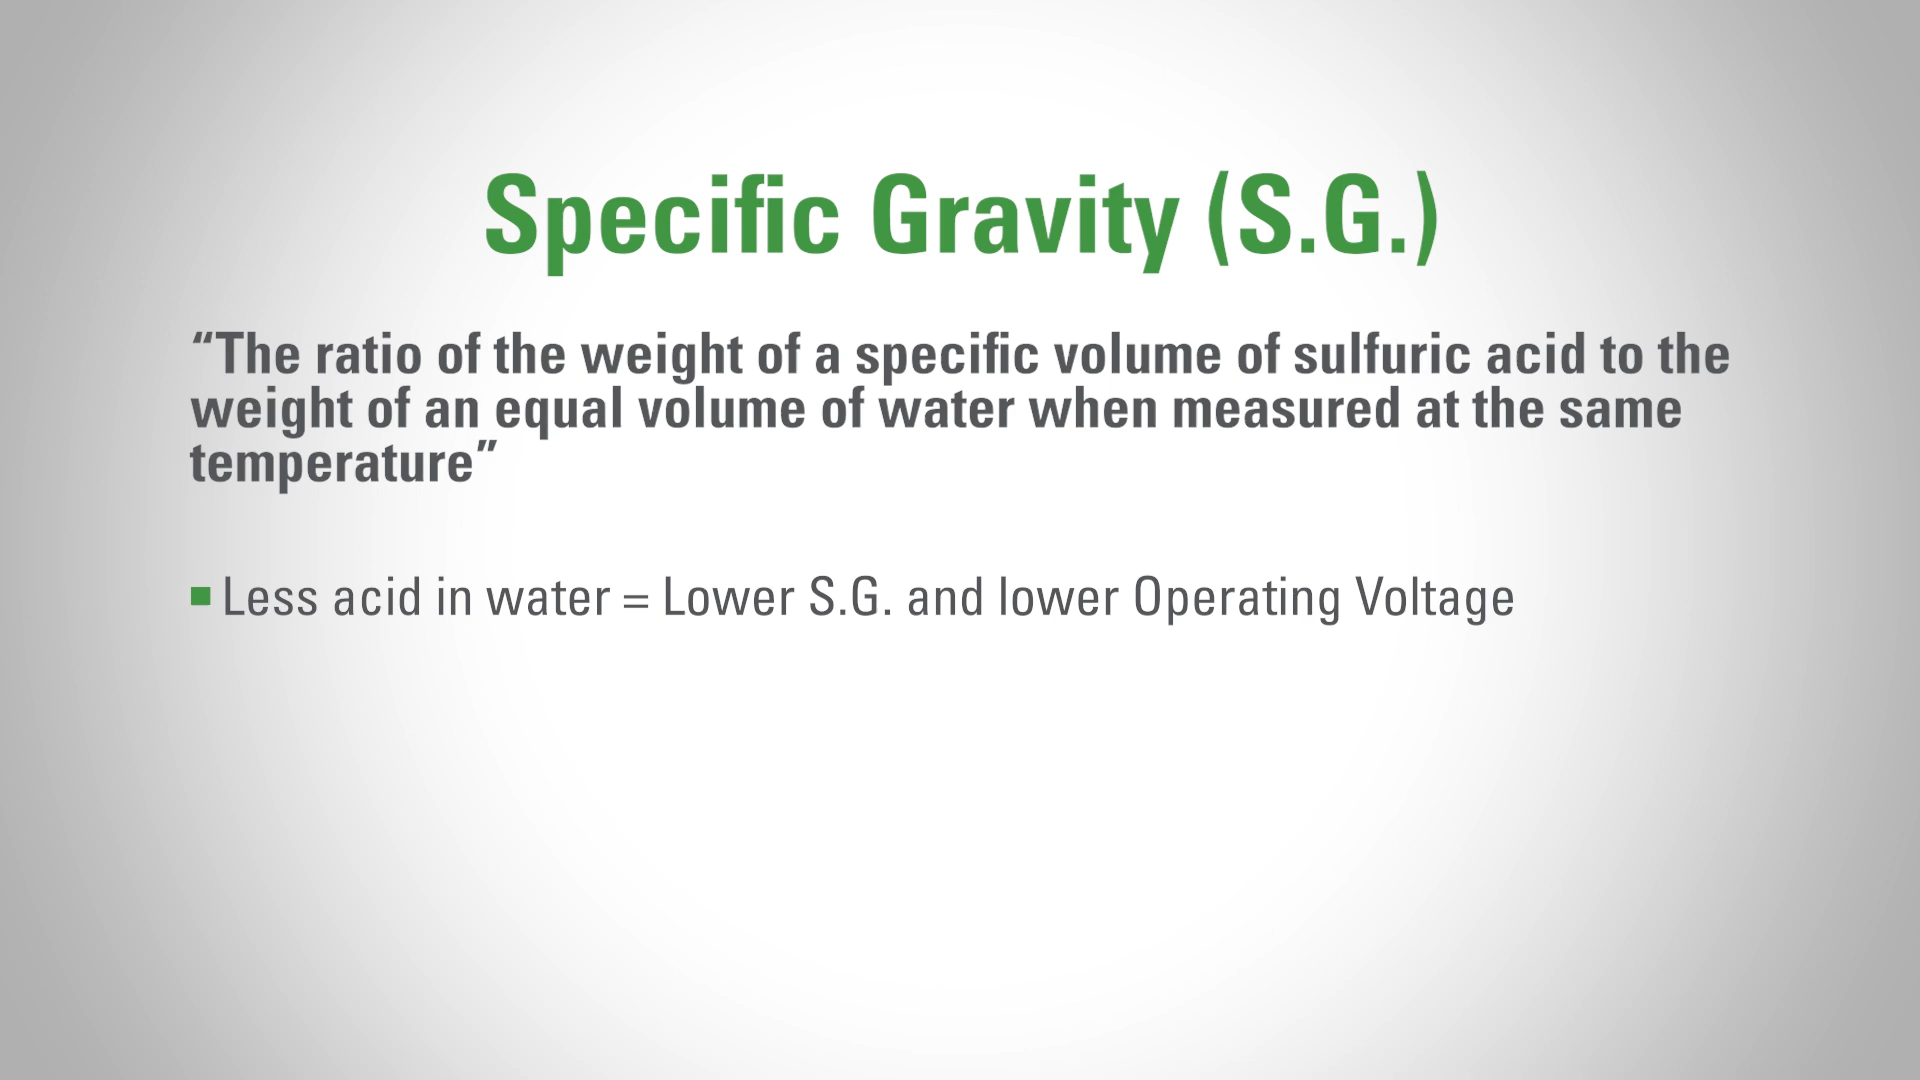 Specific Gravity (S.G.)
“The ratio of the weight of a specific volume of sulfuric acid to the
weight of an equal volume of water when measured at the same
temperature”
▪ Less acid in water = Lower S.G. and lower Operating Voltage